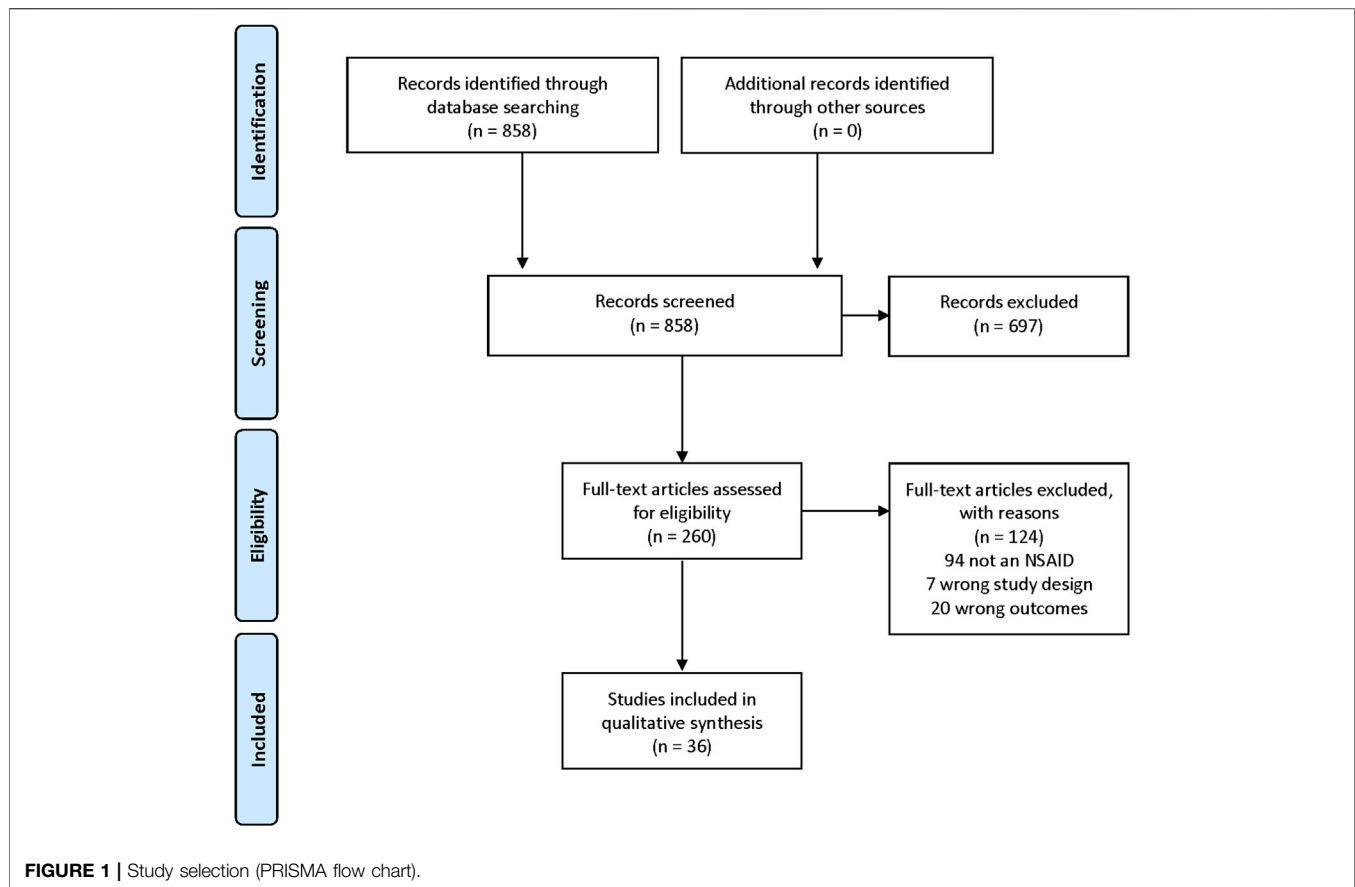 Identification
Records identified through
database searching
(n = 858)
Additional records identified
through other sources
(n = 0)
Screening
Records screened
(n = 858)
Records excluded
(n = 697)
Eligibility
Full-text articles assessed
for eligibility
(n = 260)
Full-text articles excluded,
with reasons
(n = 124)
94 not an NSAID
7 wrong study design
20 wrong outcomes
Included
Studies included in
qualitative synthesis
(n = 36)
FIGURE 1 | Study selection (PRISMA flow chart).